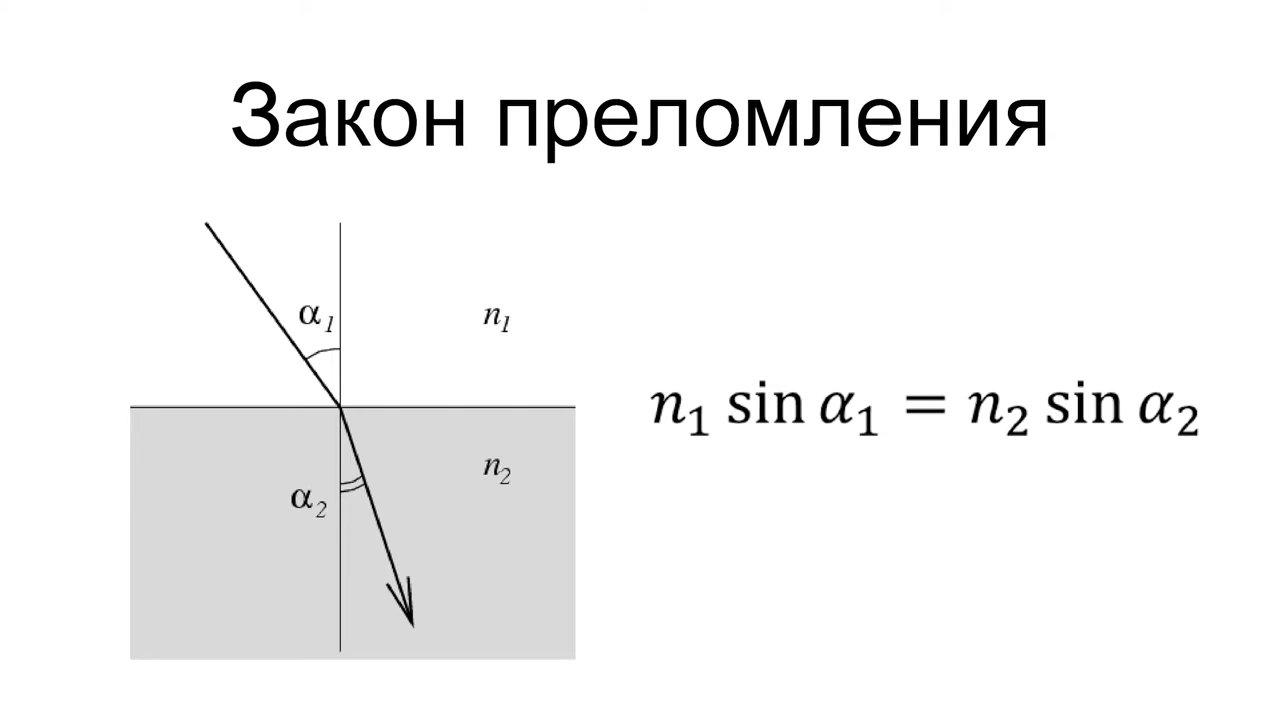 Закон преломления
α₁
n₁
n₁ sin α₁ = n₂ sin α₂
n₂
α₂